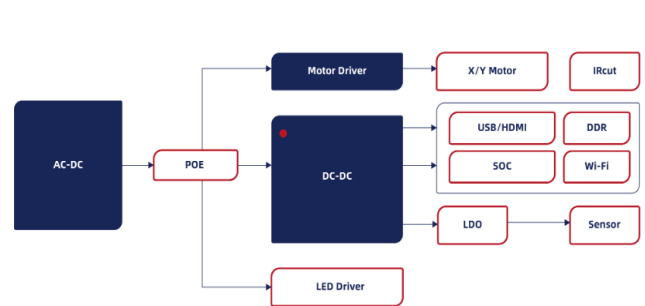 Motor Driver
X/Y Motor
IRcut
USB/HDMI
DDR
AC-DC
POE
DC-DC
SOC
Wi-Fi
LDO
Sensor
LED Driver